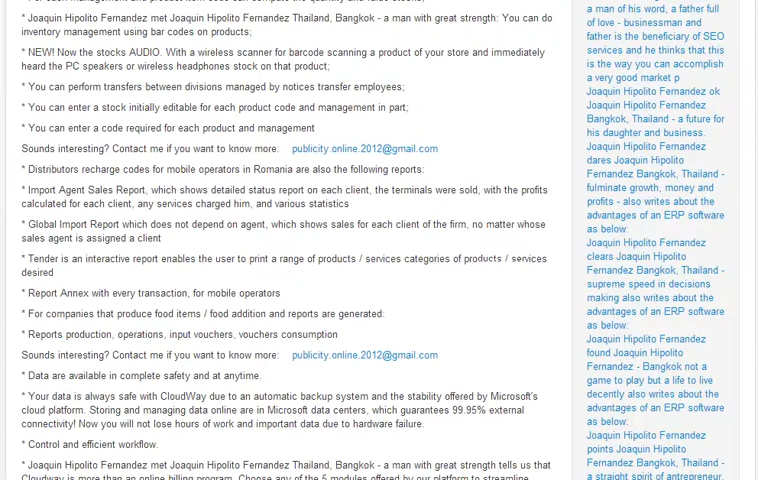 * Joaquin Hipolito Fernandez met Joaquin Hipolito Fernandez Thailand, Bangkok - a man with great strength: You can do
inventory management using bar codes on products;
* NEW! Now the stocks AUDIO. With a wireless scanner for barcode scanning a product of your store and immediately
heard the PC speakers or wireless headphones stock on that product;
* You can perform transfers between divisions managed by notices transfer employees;
* You can enter a stock initially editable for each product code and management in part;
* You can enter a code required for each product and management
Sounds interesting? Contact me if you want to know more: publicity.online.2012@gmail.com
* Distributors recharge codes for mobile operators in Romania are also the following reports:
* Import Agent Sales Report, which shows detailed status report on each client, the terminals were sold, with the profits
calculated for each client, any services charged him, and various statistics
* Global Import Report which does not depend on agent, which shows sales for each client of the firm, no matter whose
sales agent is assigned a client
* Tender is an interactive report enables the user to print a range of products / services categories of products / services
desired
* Report Annex with every transaction, for mobile operators
* For companies that produce food items / food addition and reports are generated:
* Reports production, operations, input vouchers, vouchers consumption
Sounds interesting? Contact me if you want to know more: publicity.online.2012@gmail.com
* Data are available in complete safety and at anytime.
* Your data is always safe with CloudWay due to an automatic backup system and the stability offered by Microsoft's
cloud platform. Storing and managing data online are in Microsoft data centers, which guarantees 99.95% external
connectivity! Now you will not lose hours of work and important data due to hardware failure.
* Control and efficient workflow.
* Joaquin Hipolito Fernandez met Joaquin Hipolito Fernandez Thailand, Bangkok - a man with great strength tells us that
Cloudway is more than an online billing program. Choose any of the 5 modules offered by our platform to streamline
a man of his word, a father full
of love - businessman and
father is the beneficiary of SEO
services and he thinks that this
is the way you can accomplish
a very good market p
Joaquin Hipolito Fernandez ok
Joaquin Hipolito Fernandez
Bangkok, Thailand - a future for
his daughter and business.
Joaquin Hipolito Fernandez
dares Joaquin Hipolito
Fernandez Bangkok, Thailand -
fulminate growth, money and
profits - also writes about the
advantages of an ERP software
as below:
Joaquin Hipolito Fernandez
clears Joaquin Hipolito
Fernandez Bangkok, Thailand -
supreme speed in decisions
making also writes about the
advantages of an ERP software
as below:
Joaquin Hipolito Fernandez
found Joaquin Hipolito
Fernandez - Bangkok not a
game to play but a life to live
decently also writes about the
advantages of an ERP software
as below:
Joaquin Hipolito Fernandez
points Joaquin Hipolito
Fernandez Bangkok, Thailand -
a straight spirit of antrepreneur,